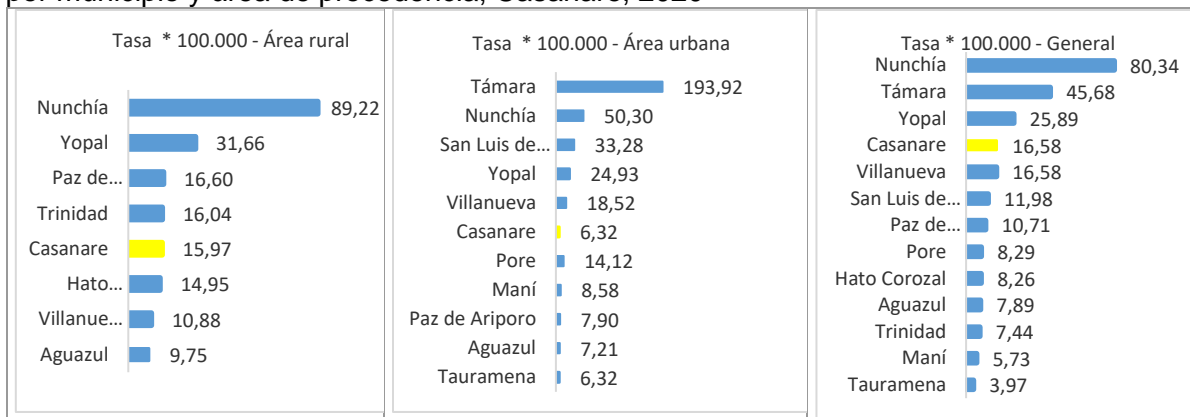 por municipio y área de procedencia, Casanare, 2020
Tasa * 100.000 - Área rural
Nunchía 89,22
Yopal 31,66
Paz de... 16,60
Trinidad 16,04
Casanare 15,97
Hato... 14,95
Villanue... 10,88
Aguazul 9,75
Tasa * 100.000 - Área urbana
Támara 193,92
Nunchía 50,30
San Luis de... 33,28
Yopal 24,93
Villanueva 18,52
Casanare 6,32
Pore 14,12
Maní 8,58
Paz de Ariporo 7,90
Aguazul 7,21
Tauramena 6,32
Tasa * 100.000 - General
Nunchía 80,34
Támara 45,68
Yopal 25,89
Casanare 16,58
Villanueva 16,58
San Luis de... 11,98
Paz de... 10,71
Pore 8,29
Hato Corozal 8,26
Aguazul 7,89
Trinidad 7,44
Maní 5,73
Tauramena 3,97